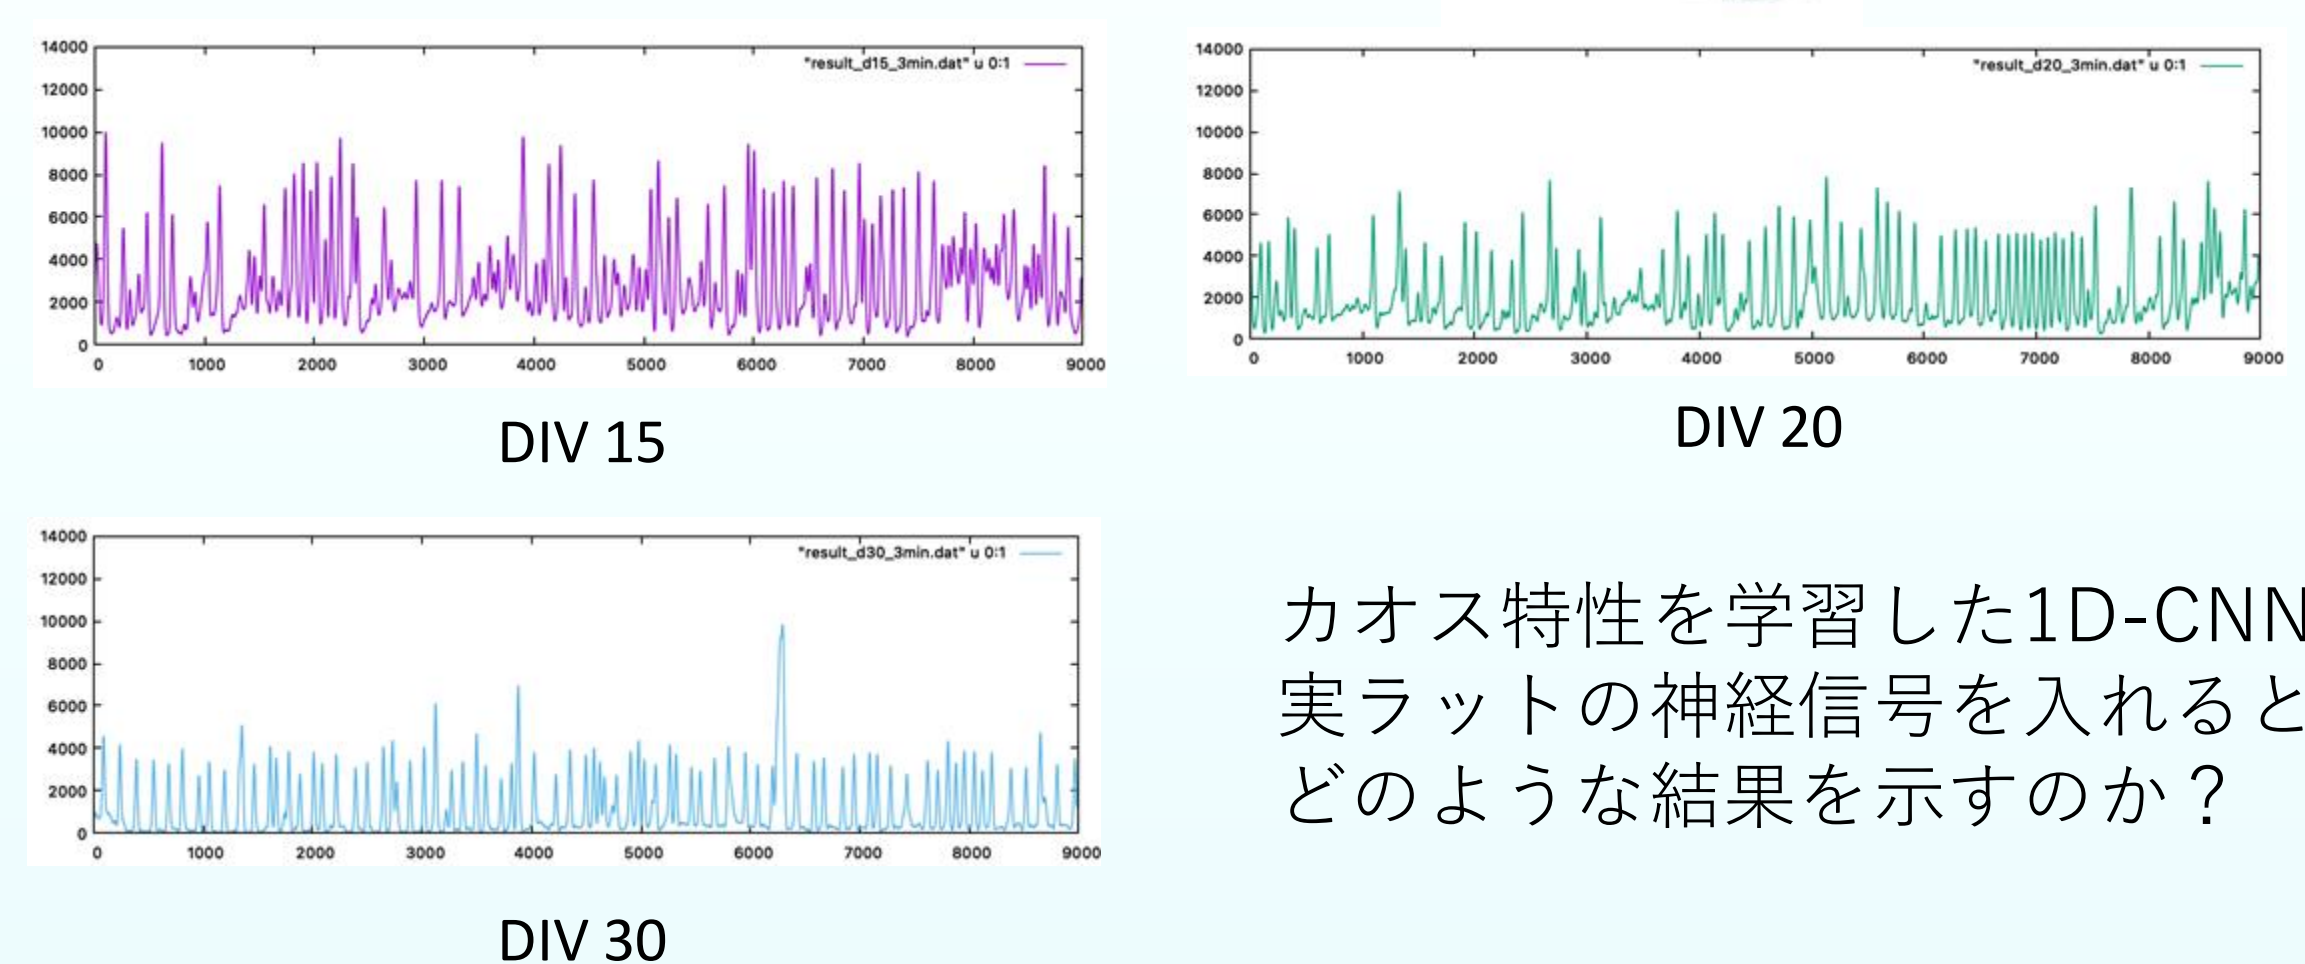 14000
12000
10000
8000
6000
4000
2000
0
"result_d15_3min.dat" u 0:1
0 1000 2000 3000 4000 5000 6000 7000 8000 9000
DIV 15
14000
12000
10000
8000
6000
4000
2000
0
"result_d20_3min.dat" u 0:1
0 1000 2000 3000 4000 5000 6000 7000 8000 9000
DIV 20
14000
12000
10000
8000
6000
4000
2000
0
"result_d30_3min.dat" u 0:1
0 1000 2000 3000 4000 5000 6000 7000 8000 9000
DIV 30
カオス特性を学習した1D-CNN
実ラットの神経信号を入れると
どのような結果を示すのか？